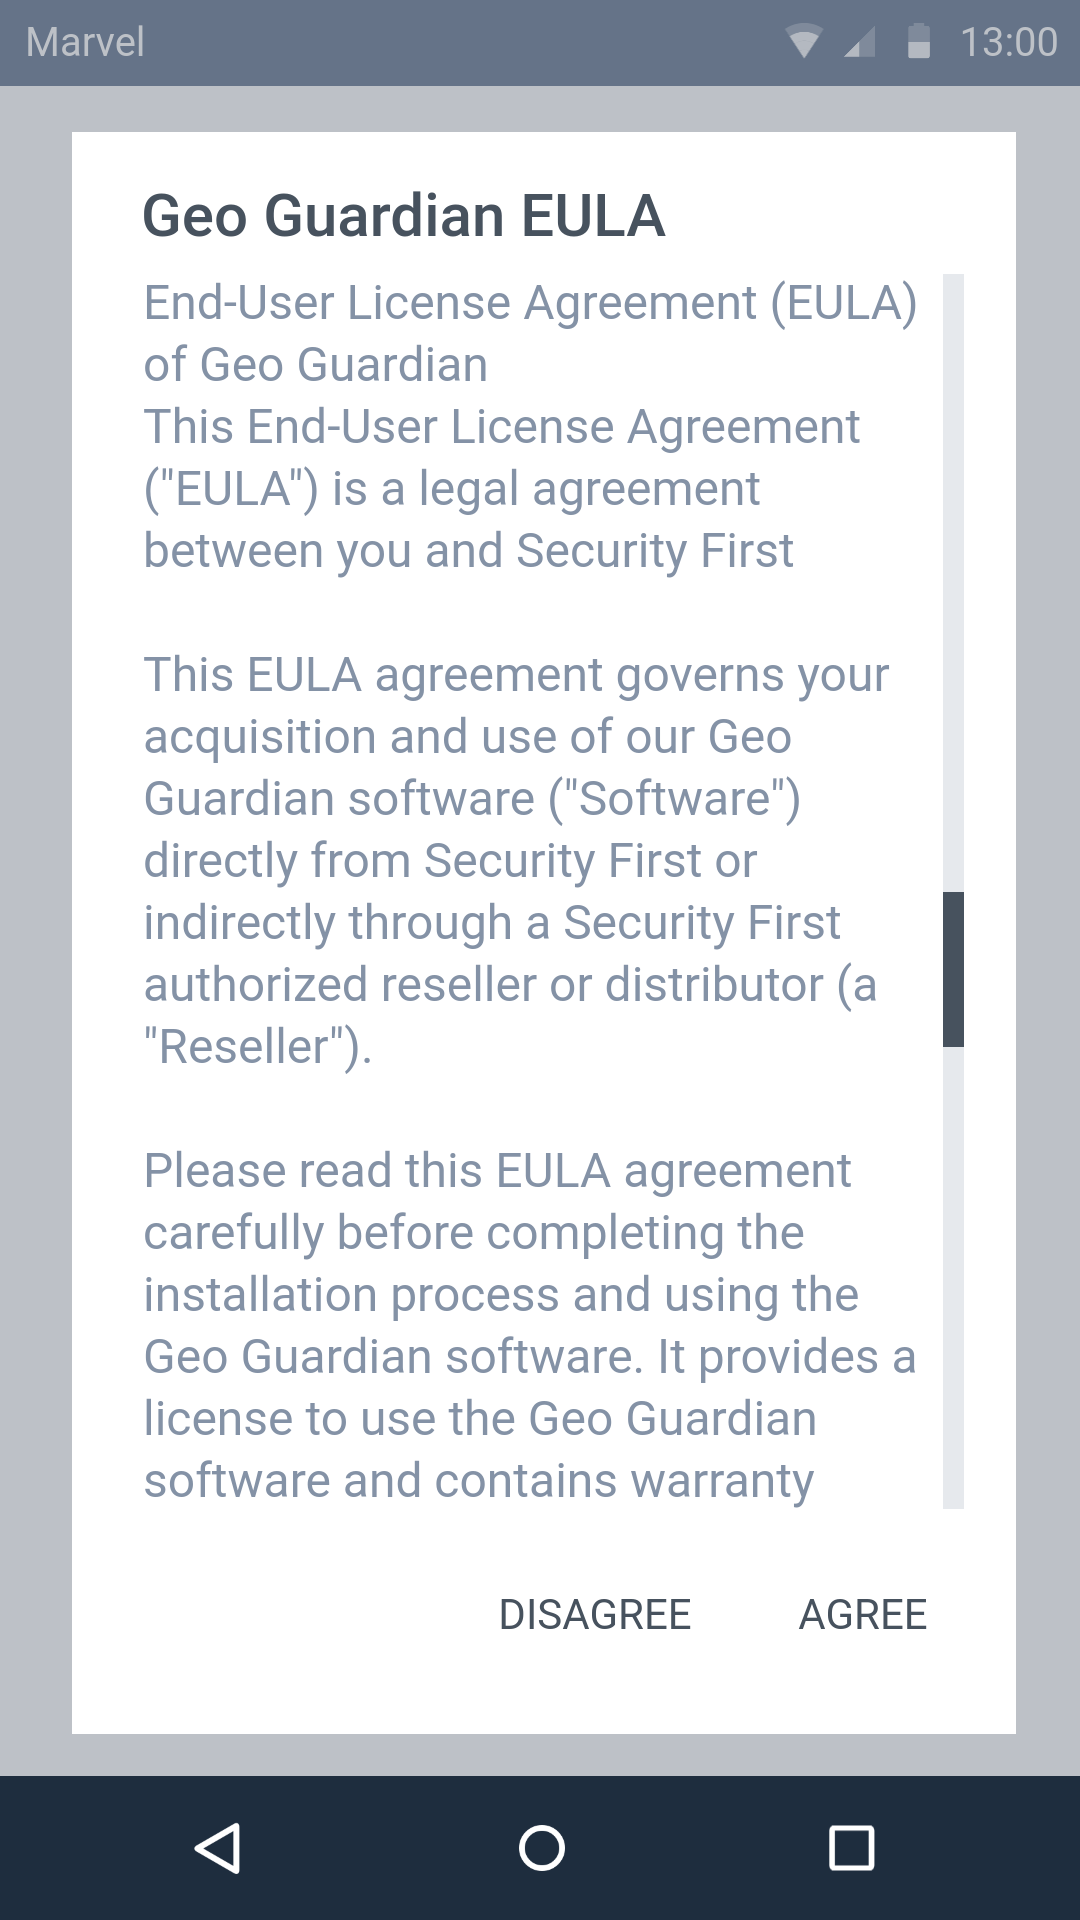 Marvel
13:00
Geo Guardian EULA
End-User License Agreement (EULA)
of Geo Guardian
This End-User License Agreement
("EULA") is a legal agreement
between you and Security First
This EULA agreement governs your
acquisition and use of our Geo
Guardian software ("Software")
directly from Security First or
indirectly through a Security First
authorized reseller or distributor (a
"Reseller").
Please read this EULA agreement
carefully before completing the
installation process and using the
Geo Guardian software. It provides a
license to use the Geo Guardian
software and contains warranty
DISAGREE
AGREE